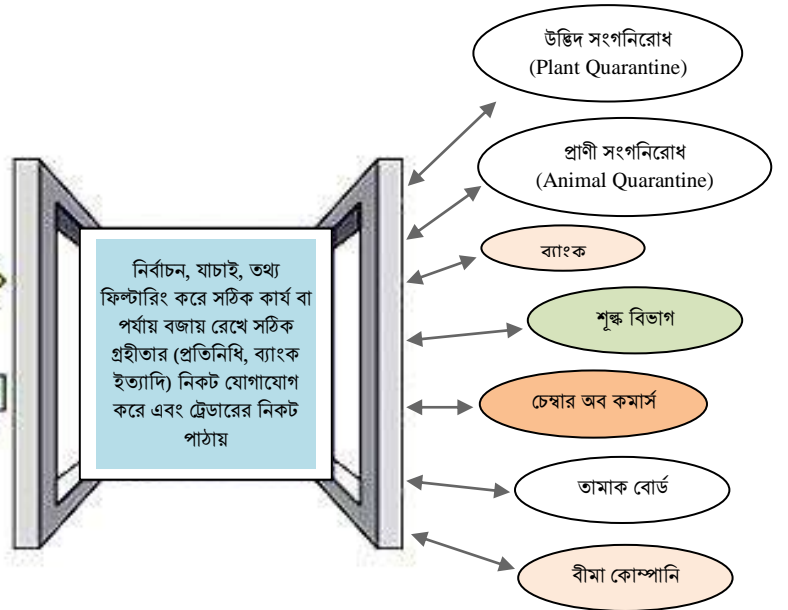 উদ্ভিদ সংগনিরোধ
(Plant Quarantine)
প্রাণী সংগনিরোধ
(Animal Quarantine)
ব্যাংক
নির্বাচন, যাচাই, তথ্য
ফিল্টারিং করে সঠিক কার্য বা
পর্যায় বজায় রেখে সঠিক
গ্রহীতার (প্রতিনিধি, ব্যাংক
ইত্যাদি) নিকট যোগাযোগ
করে এবং ট্রেডারের নিকট
পাঠায়
শূল্ক বিভাগ
চেম্বার অব কমার্স
তামাক বোর্ড
বীমা কোম্পানি